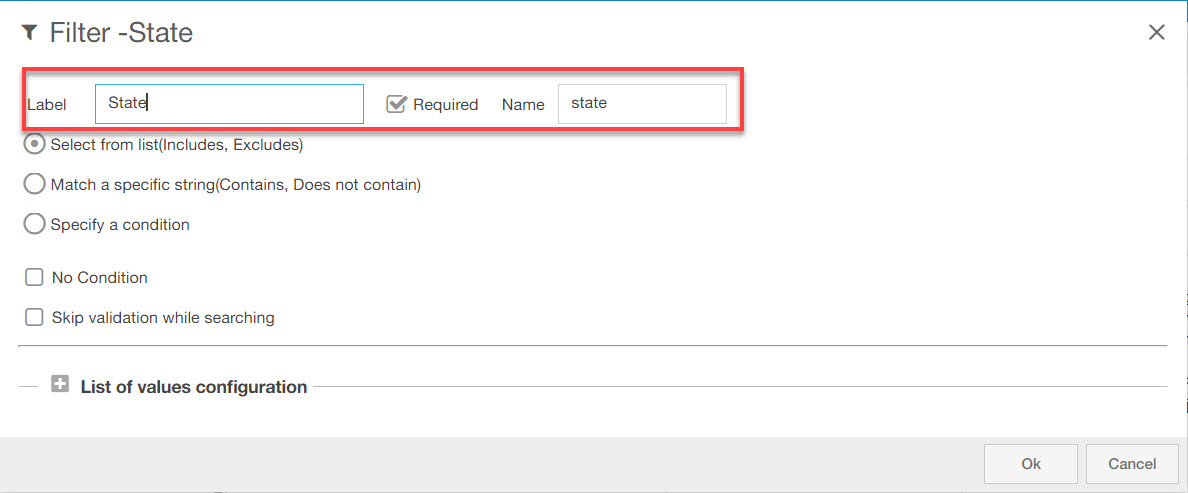 Filter -State
Label State Required Name state
Select from list(Includes, Excludes)
Match a specific string(Contains, Does not contain)
Specify a condition
No Condition
Skip validation while searching
List of values configuration
Ok Cancel